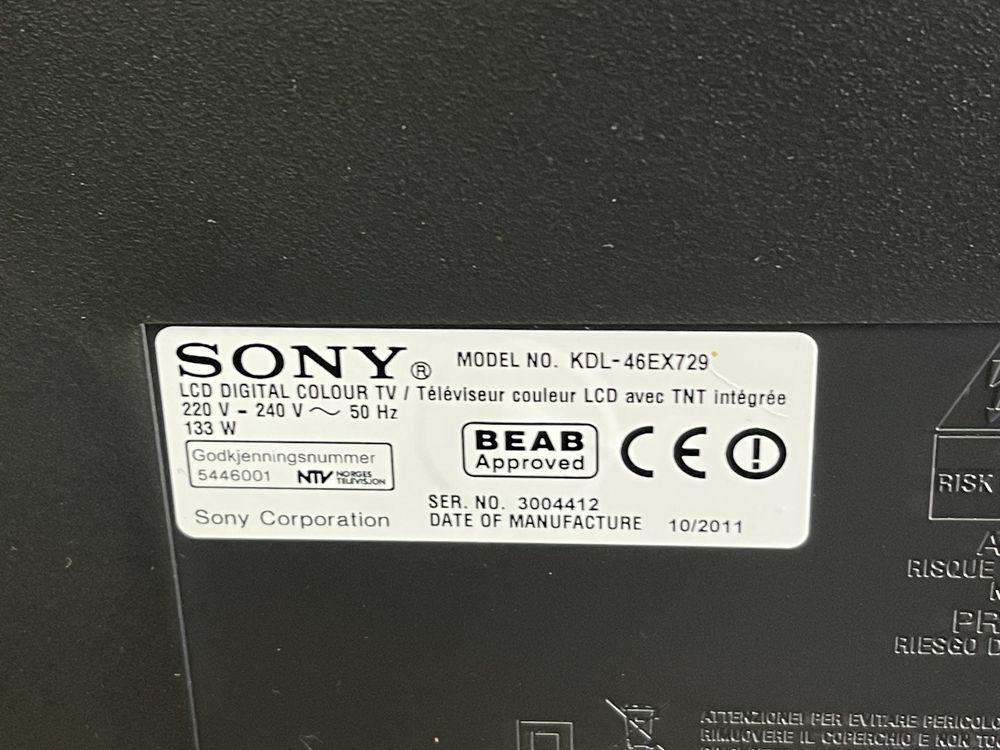 SONY® MODEL NO. KDL-46EX729
LCD DIGITAL COLOUR TV / Téléviseur couleur LCD avec TNT intégrée
220 V - 240 V ~ 50 Hz
133 W
Godkjenningsnummer
5446001 NTV NORGES TELEVISJON
BEAB
Approved
CE
SER. NO. 3004412
DATE OF MANUFACTURE 10/2011
Sony Corporation
RISK
RISQUE
RIESGO D
ATTENZIONE! PER EVITARE PERICOLO
RIMUOVERE IL COPERCHIO E NON TO